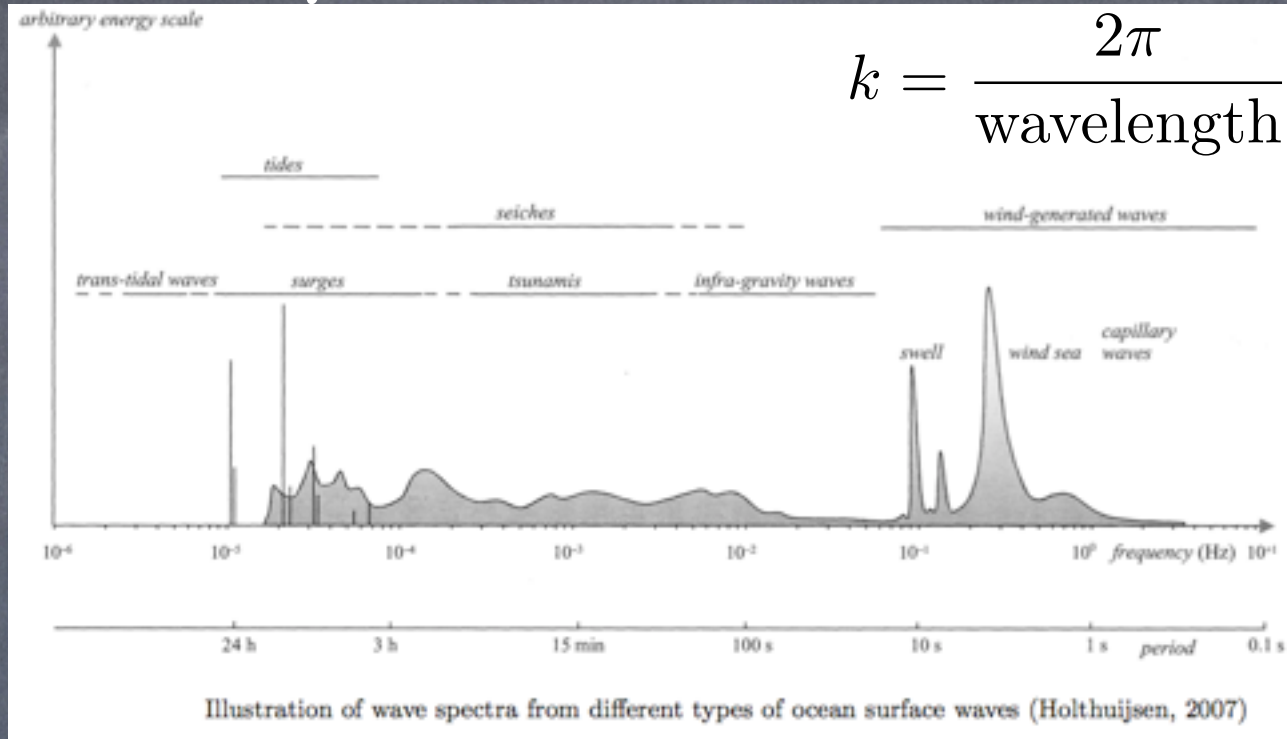 arbitrary energy scale
k = 2π / wavelength
tides
seiches
wind-generated waves
trans-tidal waves
surges
tsunamis
infra-gravity waves
swell
wind sea
capillary
waves
10⁻⁶ 10⁻⁵ 10⁻⁴ 10⁻³ 10⁻² 10⁻¹ 10⁰ frequency (Hz) 10⁻¹
24 h 3 h 15 min 100 s 10 s 1 s period 0.1 s
Illustration of wave spectra from different types of ocean surface waves (Holthuijsen, 2007)